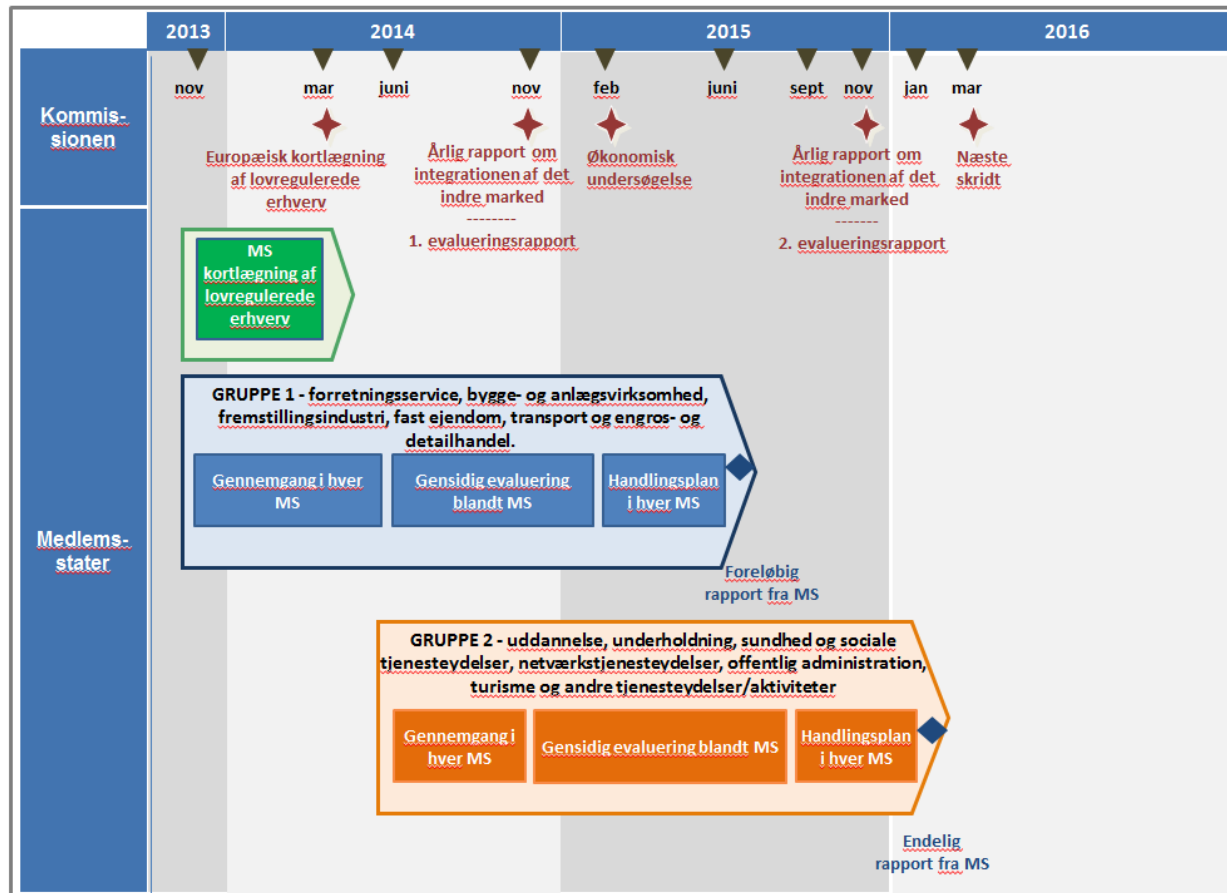 2013 2014 2015 2016
nov mar juni nov feb juni sept nov jan mar
Kommis-
sionen
Europæisk kortlægning
af lovregulerede
erhverv
Årlig rapport om
integrationen af det
indre marked
--------
1. evalueringsrapport
Økonomisk
undersøgelse
Årlig rapport om
integrationen af det
indre marked
-------
2. evalueringsrapport
Næste
skridt
Medlems-
stater
MS
kortlægning af
lovregulerede
erhverv
GRUPPE 1 - forretningsservice, bygge- og anlægsvirksomhed,
fremstillingsindustri, fast ejendom, transport og engros- og
detailhandel.
Gennemgang i hver
MS
Gensidig evaluering
blandt MS
Handlingsplan
i hver MS
Foreløbig
rapport fra MS
GRUPPE 2 - uddannelse, underholdning, sundhed og sociale
tjenesteydelser, netværkstjenesteydelser, offentlig administration,
turisme og andre tjenesteydelser/aktiviteter
Gennemgang i
hver MS
Gensidig evaluering blandt MS
Handlingsplan
i hver MS
Endelig
rapport fra MS